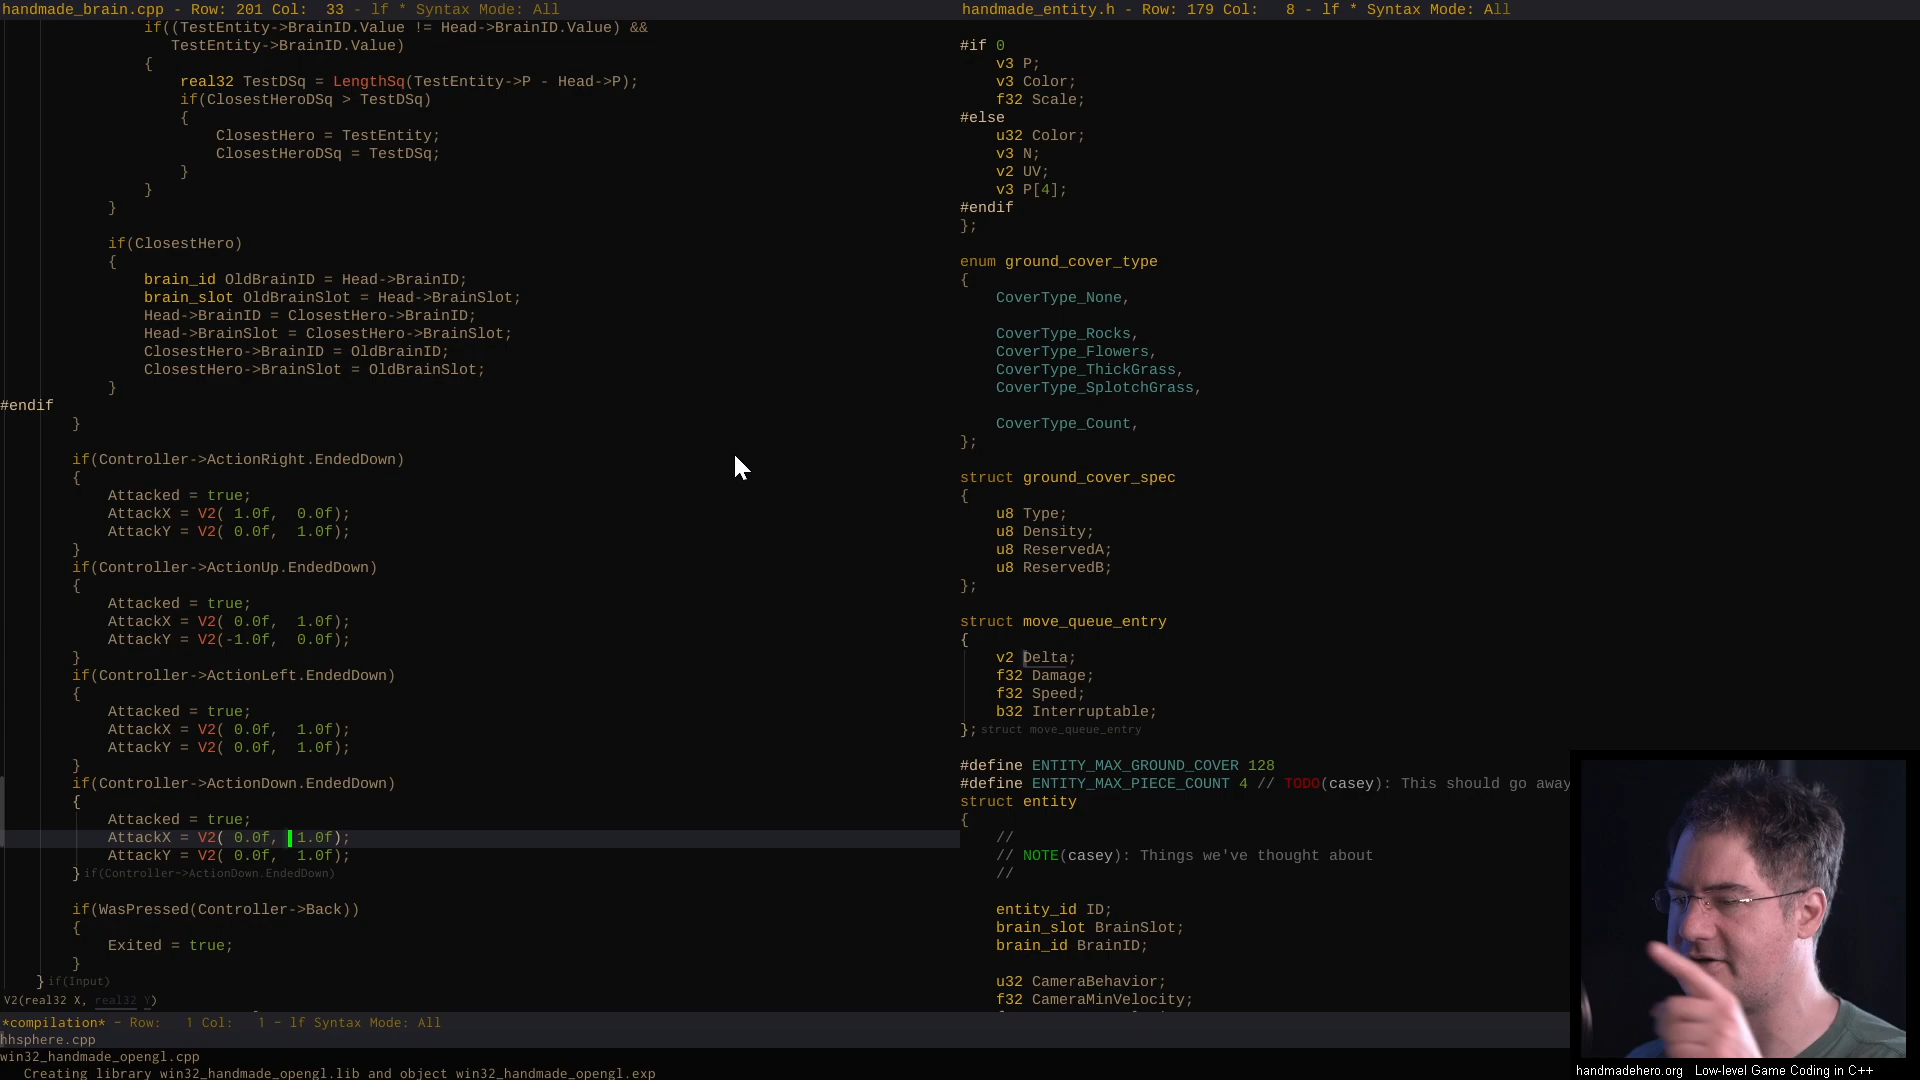 handmade_brain.cpp - Row: 201 Col:  33 - lf * Syntax Mode: All
if((TestEntity->BrainID.Value != Head->BrainID.Value) &&
TestEntity->BrainID.Value)
{
real32 TestDSq = LengthSq(TestEntity->P - Head->P);
if(ClosestHeroDSq > TestDSq)
{
ClosestHero = TestEntity;
ClosestHeroDSq = TestDSq;
}
}
}
if(ClosestHero)
{
brain_id OldBrainID = Head->BrainID;
brain_slot OldBrainSlot = Head->BrainSlot;
Head->BrainID = ClosestHero->BrainID;
Head->BrainSlot = ClosestHero->BrainSlot;
ClosestHero->BrainID = OldBrainID;
ClosestHero->BrainSlot = OldBrainSlot;
}
#endif
}
if(Controller->ActionRight.EndedDown)
{
Attacked = true;
AttackX = V2( 1.0f,  0.0f);
AttackY = V2( 0.0f,  1.0f);
}
if(Controller->ActionUp.EndedDown)
{
Attacked = true;
AttackX = V2( 0.0f,  1.0f);
AttackY = V2(-1.0f,  0.0f);
}
if(Controller->ActionLeft.EndedDown)
{
Attacked = true;
AttackX = V2( 0.0f,  1.0f);
AttackY = V2( 0.0f,  1.0f);
}
if(Controller->ActionDown.EndedDown)
{
Attacked = true;
AttackX = V2( 0.0f,  1.0f);
AttackY = V2( 0.0f,  1.0f);
} if(Controller->ActionDown.EndedDown)
if(WasPressed(Controller->Back))
{
Exited = true;
}
} if(Input)
V2(real32 X, real32 Y)
*compilation* - Row:   1 Col:   1 - lf Syntax Mode: All
hhsphere.cpp
win32_handmade_opengl.cpp
Creating library win32_handmade_opengl.lib and object win32_handmade_opengl.exp
handmade_entity.h - Row: 179 Col:   8 - lf * Syntax Mode: All
#if 0
v3 P;
v3 Color;
f32 Scale;
#else
u32 Color;
v3 N;
v2 UV;
v3 P[4];
#endif
};
enum ground_cover_type
{
CoverType_None,
CoverType_Rocks,
CoverType_Flowers,
CoverType_ThickGrass,
CoverType_SplotchGrass,
CoverType_Count,
};
struct ground_cover_spec
{
u8 Type;
u8 Density;
u8 ReservedA;
u8 ReservedB;
};
struct move_queue_entry
{
v2 Delta;
f32 Damage;
f32 Speed;
b32 Interruptable;
}; struct move_queue_entry
#define ENTITY_MAX_GROUND_COVER 128
#define ENTITY_MAX_PIECE_COUNT 4 // TODO(casey): This should go away
struct entity
{
//
// NOTE(casey): Things we've thought about
//
entity_id ID;
brain_slot BrainSlot;
brain_id BrainID;
u32 CameraBehavior;
f32 CameraMinVelocity;
handmadehero.org   Low-level Game Coding in C++